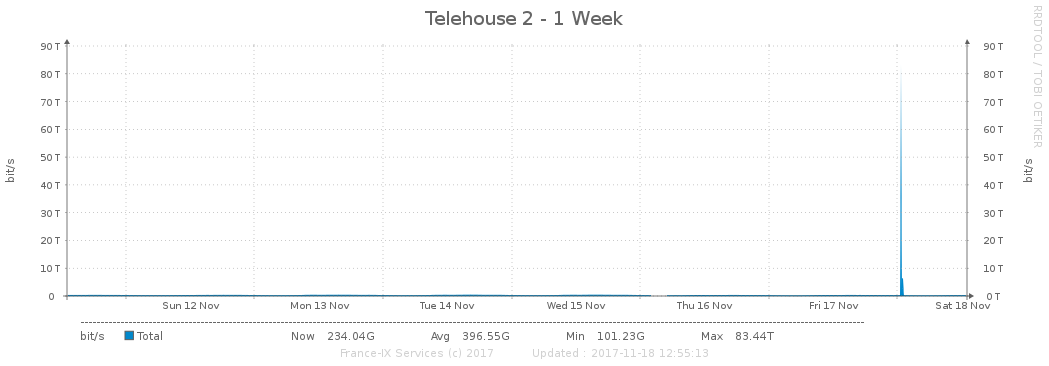 Telehouse 2 - 1 Week
RRDTOOL / TOBI OETIKER
bit/s
90 T 90 T
80 T 80 T
70 T 70 T
60 T 60 T
50 T 50 T
40 T 40 T
30 T 30 T
20 T 20 T
10 T 10 T
0 0 T
bit/s
Sun 12 Nov Mon 13 Nov Tue 14 Nov Wed 15 Nov Thu 16 Nov Fri 17 Nov Sat 18 Nov
bit/s Total Now 234.04G Avg 396.55G Min 101.23G Max 83.44T
France-IX Services (c) 2017 Updated : 2017-11-18 12:55:13